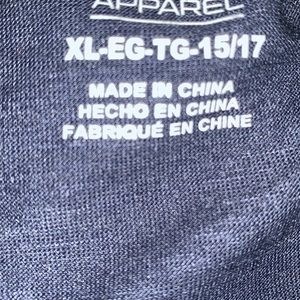 APPAREL
XL-EG-TG-15/17
MADE IN CHINA
HECHO EN CHINA
FABRIQUÉ EN CHINE